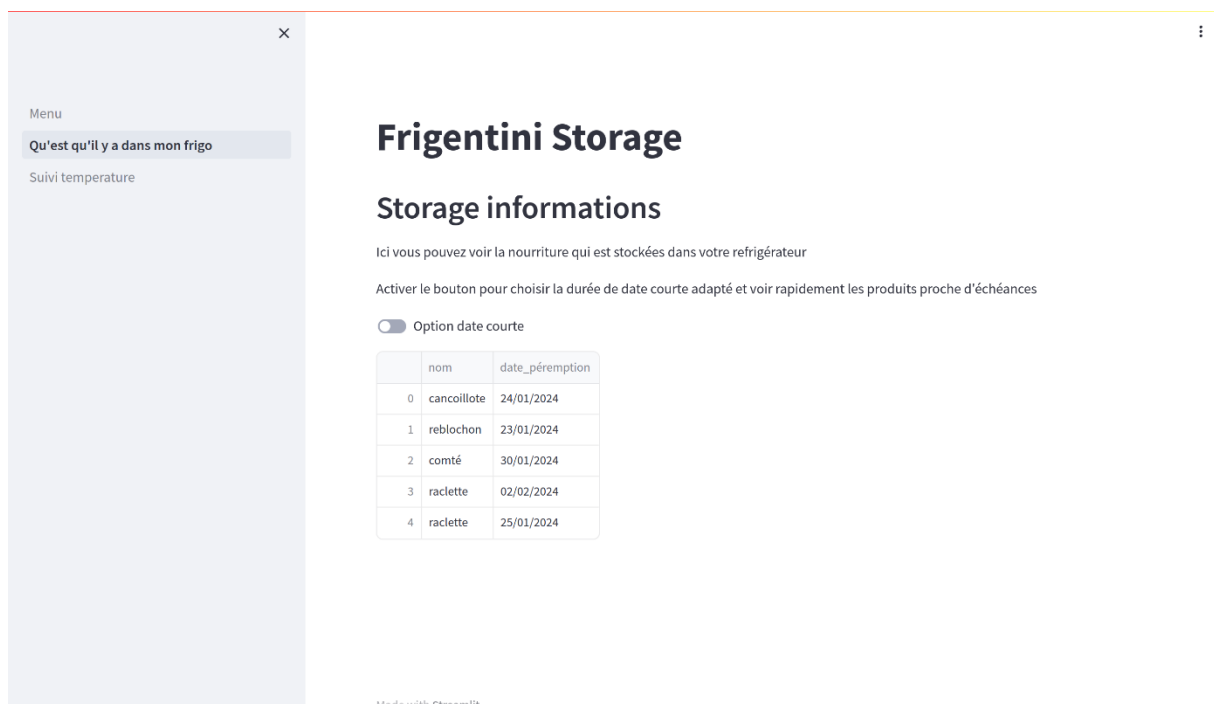 Menu
Qu'est qu'il y a dans mon frigo
Suivi temperature
Frigentini Storage
Storage informations
Ici vous pouvez voir la nourriture qui est stockées dans votre refrigérateur
Activer le bouton pour choisir la durée de date courte adapté et voir rapidement les produits proche d'échéances
Option date courte
nom date_péremption
0 cancoillote 24/01/2024
1 reblochon 23/01/2024
2 comté 30/01/2024
3 raclette 02/02/2024
4 raclette 25/01/2024
Made with Streamlit